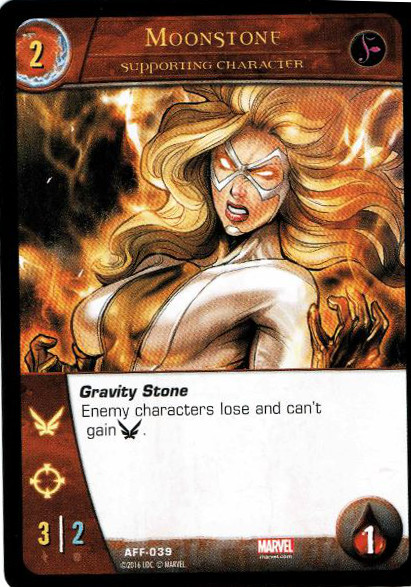 2
MOONSTONE
SUPPORTING CHARACTER
Gravity Stone
Enemy characters lose and can't
gain .
3 | 2
1
AFF-039
©2016 UDC. © MARVEL
MARVEL
marvel.com